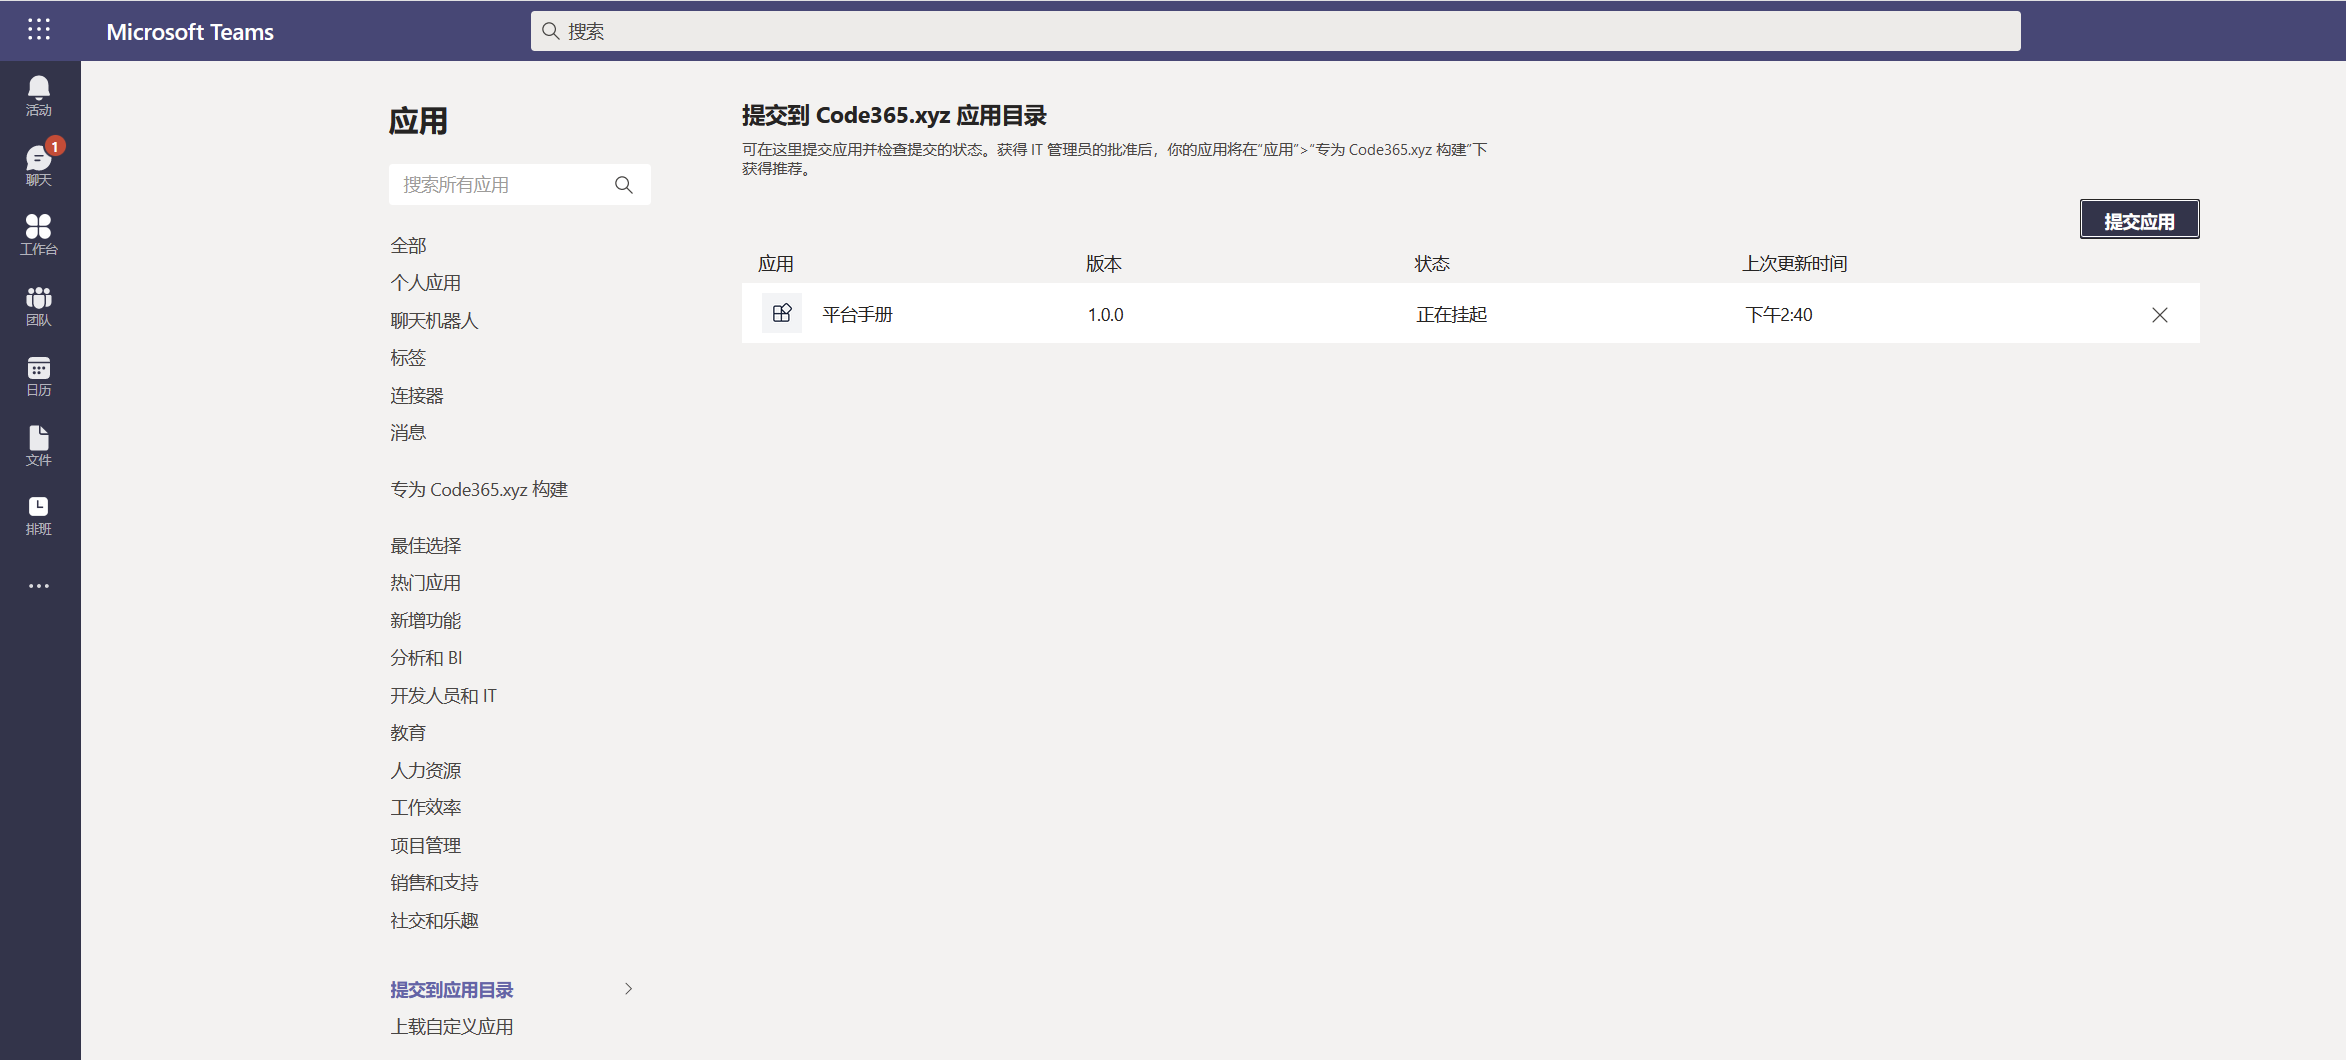 Microsoft Teams
搜索
活动
1
聊天
工作台
团队
日历
文件
排班
应用
搜索所有应用
全部
个人应用
聊天机器人
标签
连接器
消息
专为 Code365.xyz 构建
最佳选择
热门应用
新增功能
分析和 BI
开发人员和 IT
教育
人力资源
工作效率
项目管理
销售和支持
社交和乐趣
提交到应用目录
上载自定义应用
提交到 Code365.xyz 应用目录
可在这里提交应用并检查提交的状态。获得 IT 管理员的批准后，你的应用将在“应用”>“专为 Code365.xyz 构建”下
获得推荐。
提交应用
应用 版本 状态 上次更新时间
平台手册 1.0.0 正在挂起 下午2:40